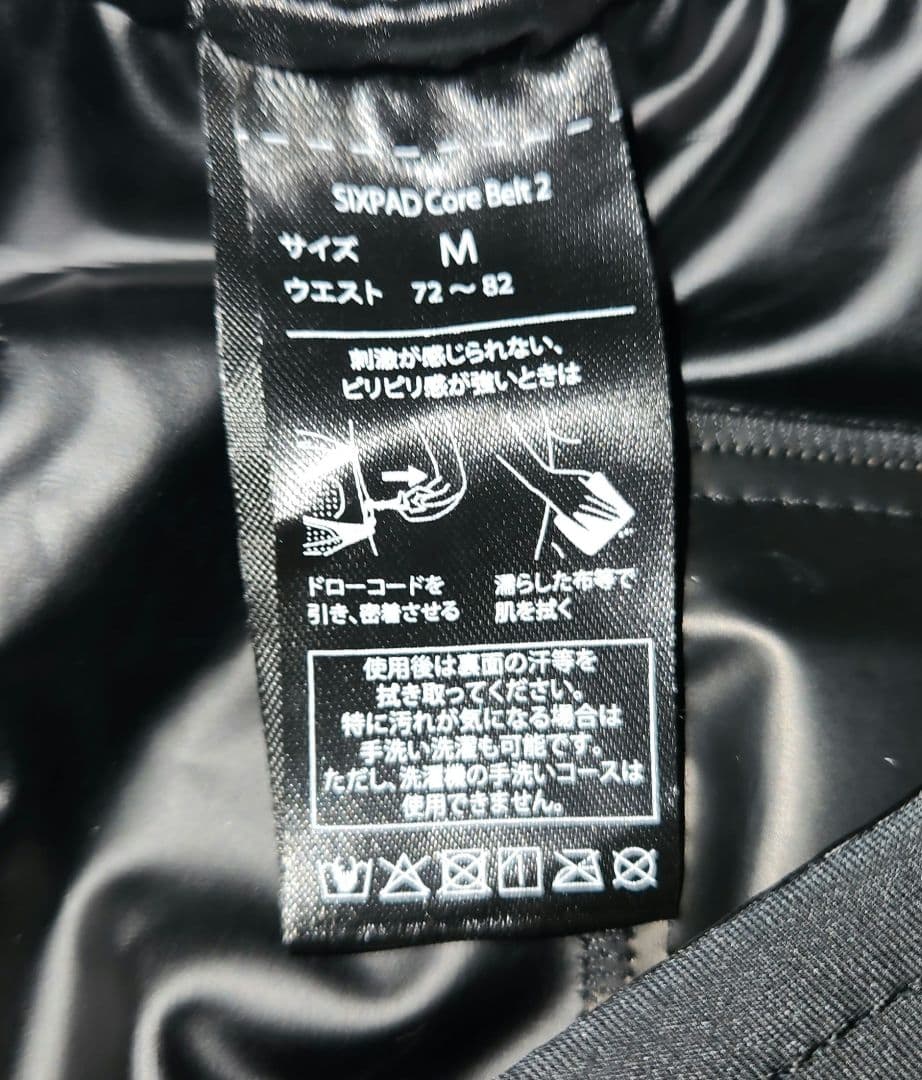 SIXPAD Core Belt 2
サイズ M
ウエスト 72～82
刺激が感じられない、
ピリピリ感が強いときは
ドローコードを
引き、密着させる
濡らした布等で
肌を拭く
使用後は裏面の汗等を
拭き取ってください。
特に汚れが気になる場合は
手洗い洗濯も可能です。
ただし、洗濯機の手洗いコースは
使用できません。